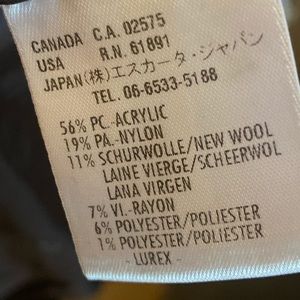 CANADA C.A. 02575
USA R.N. 61891
JAPAN(株)エスカーダ・ジャパン
TEL. 06-6533-5188
56% PC.-ACRYLIC
19% PA.-NYLON
11% SCHURWOLLE/NEW WOOL
LAINE VIERGE/SCHEERWOL
LANA VIRGEN
7% VI.-RAYON
6% POLYESTER/POLIESTER
1% POLYESTER/POLIESTER
- LUREX -